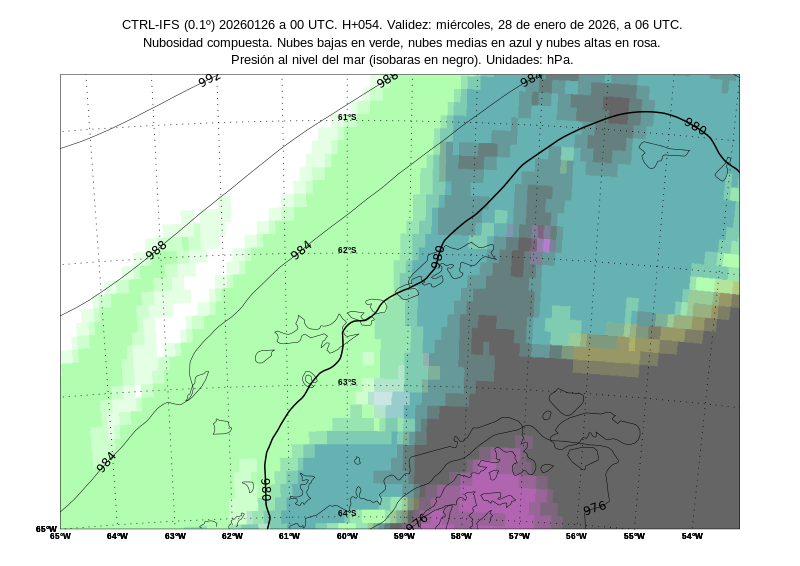 CTRL-IFS (0.1º) 20260126 a 00 UTC. H+054. Validez: miércoles, 28 de enero de 2026, a 06 UTC.
Nubosidad compuesta. Nubes bajas en verde, nubes medias en azul y nubes altas en rosa.
Presión al nivel del mar (isobaras en negro). Unidades: hPa.
992
988
984
61°S
980
988
984
62°S
980
63°S
984
980
976
976
64°S
65°W
65°W
64°W
63°W
62°W
61°W
60°W
59°W
58°W
57°W
56°W
55°W
54°W